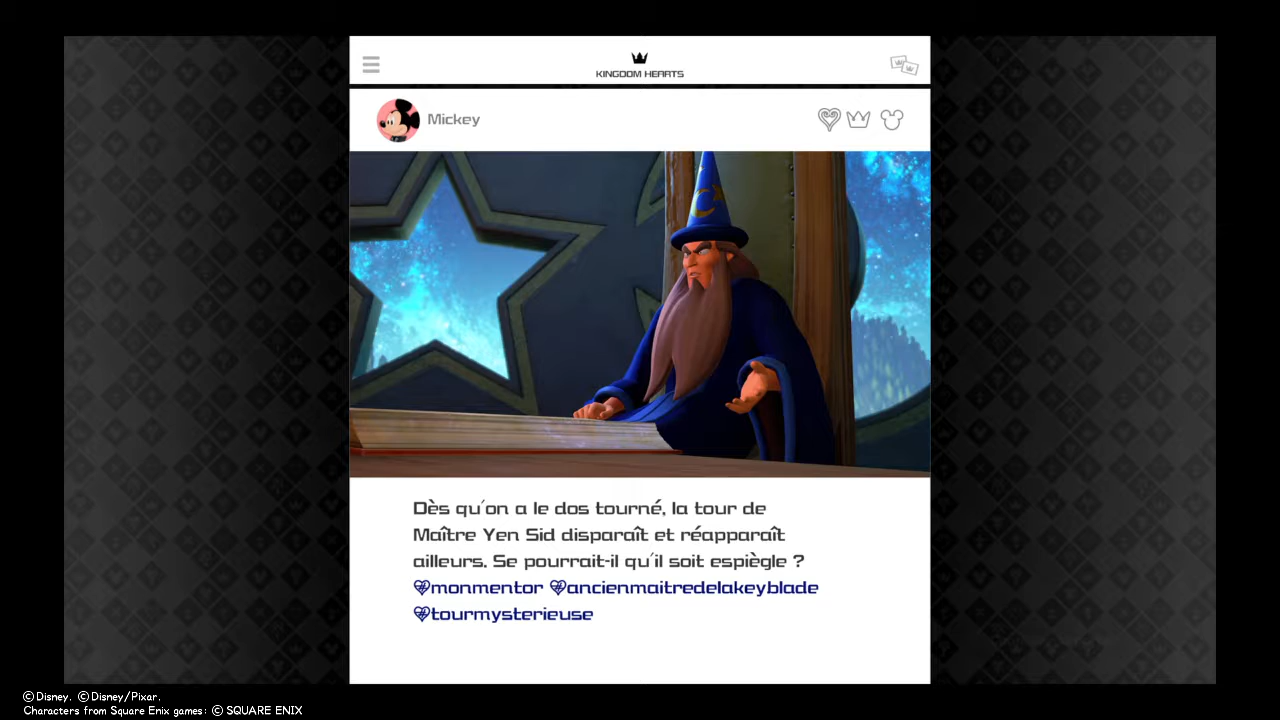 KINGDOM HEARTS
Mickey
Dès qu'on a le dos tourné, la tour de
Maître Yen Sid disparaît et réapparaît
ailleurs. Se pourrait-il qu'il soit espiègle ?
monmentor ancienmaitredelakeyblade
tourmysterieuse
©Disney. ©Disney/Pixar.
Characters from Square Enix games: © SQUARE ENIX